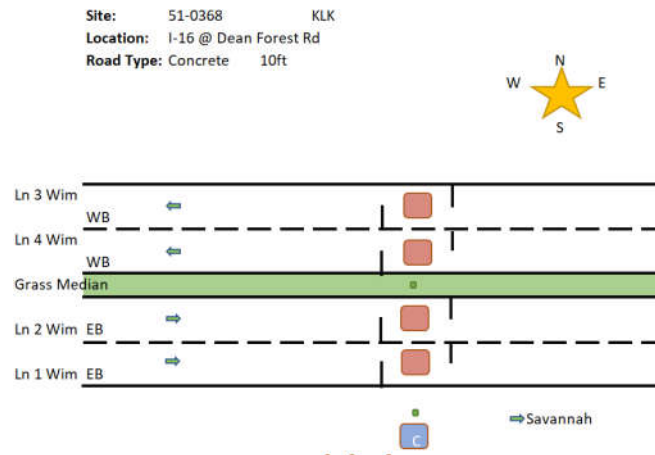 Site: 51-0368 KLK
Location: I-16 @ Dean Forest Rd
Road Type: Concrete 10ft
N
W E
S
Ln 3 Wim
WB
Ln 4 Wim
WB
Grass Median
Ln 2 Wim EB
Ln 1 Wim EB
Savannah
C